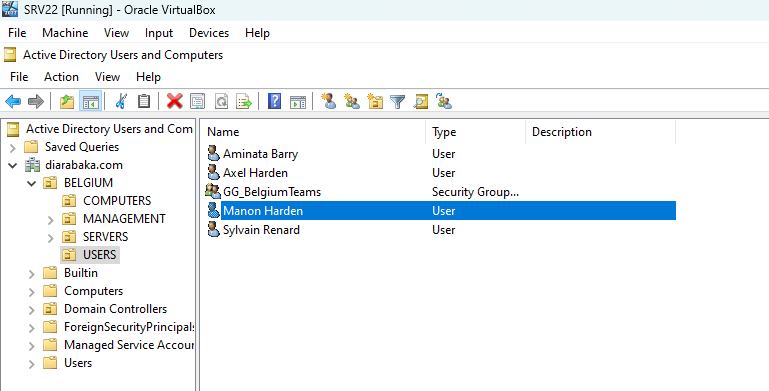 SRV22 [Running] - Oracle VirtualBox
File Machine View Input Devices Help
Active Directory Users and Computers
File Action View Help
Active Directory Users and Com
Saved Queries
diarabaka.com
BELGIUM
COMPUTERS
MANAGEMENT
SERVERS
USERS
Builtin
Computers
Domain Controllers
ForeignSecurityPrincipals
Managed Service Accour
Users
Name Type Description
Aminata Barry User
Axel Harden User
GG_BelgiumTeams Security Group...
Manon Harden User
Sylvain Renard User